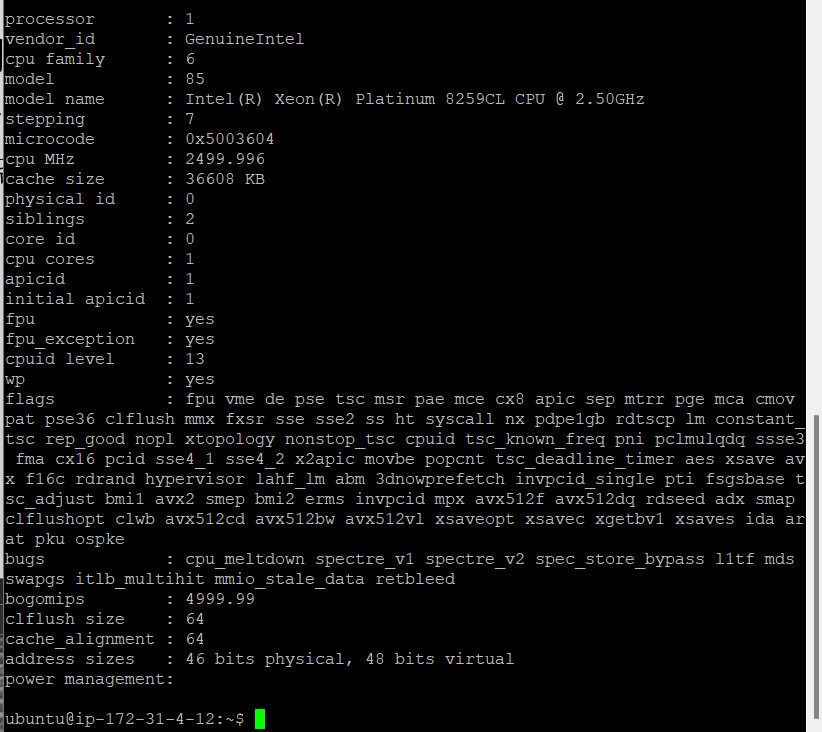 processor       : 1
vendor_id       : GenuineIntel
cpu family      : 6
model           : 85
model name      : Intel(R) Xeon(R) Platinum 8259CL CPU @ 2.50GHz
stepping        : 7
microcode       : 0x5003604
cpu MHz         : 2499.996
cache size      : 36608 KB
physical id     : 0
siblings        : 2
core id         : 0
cpu cores       : 1
apicid          : 1
initial apicid  : 1
fpu             : yes
fpu_exception   : yes
cpuid level     : 13
wp              : yes
flags           : fpu vme de pse tsc msr pae mce cx8 apic sep mtrr pge mca cmov
pat pse36 clflush mmx fxsr sse sse2 ss ht syscall nx pdpe1gb rdtscp lm constant_
tsc rep_good nopl xtopology nonstop_tsc cpuid tsc_known_freq pni pclmulqdq ssse3
 fma cx16 pcid sse4_1 sse4_2 x2apic movbe popcnt tsc_deadline_timer aes xsave av
x f16c rdrand hypervisor lahf_lm abm 3dnowprefetch invpcid_single pti fsgsbase t
sc_adjust bmi1 avx2 smep bmi2 erms invpcid mpx avx512f avx512dq rdseed adx smap
clflushopt clwb avx512cd avx512bw avx512vl xsaveopt xsavec xgetbv1 xsaves ida ar
at pku ospke
bugs            : cpu_meltdown spectre_v1 spectre_v2 spec_store_bypass l1tf mds
swapgs itlb_multihit mmio_stale_data retbleed
bogomips        : 4999.99
clflush size    : 64
cache_alignment : 64
address sizes   : 46 bits physical, 48 bits virtual
power management:
ubuntu@ip-172-31-4-12:~$